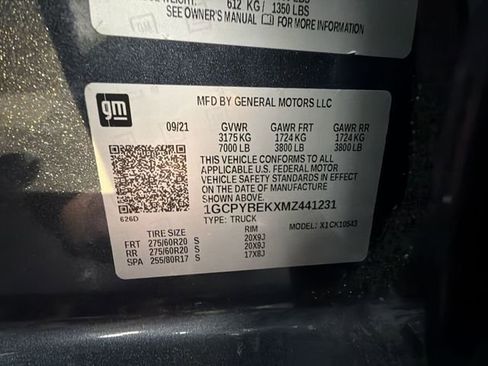 612 KG / 1350 LBS
SEE OWNER'S MANUAL FOR MORE INFORMATION
gm
MFD BY GENERAL MOTORS LLC
09/21 GVWR GAWR FRT GAWR RR
3175 KG 1724 KG 1724 KG
7000 LB 3800 LB 3800 LB
THIS VEHICLE CONFORMS TO ALL
APPLICABLE U.S. FEDERAL MOTOR
VEHICLE SAFETY STANDARDS IN
EFFECT ON THE DATE OF
MANUFACTURE SHOWN ABOVE.
1GCPYBEKXMZ441231
626D
TYPE: TRUCK MODEL: X1CK10543
TIRE SIZE RIM
FRT 275/60R20 S 20X9J
RR 275/60R20 S 20X9J
SPA 255/80R17 S 17X8J